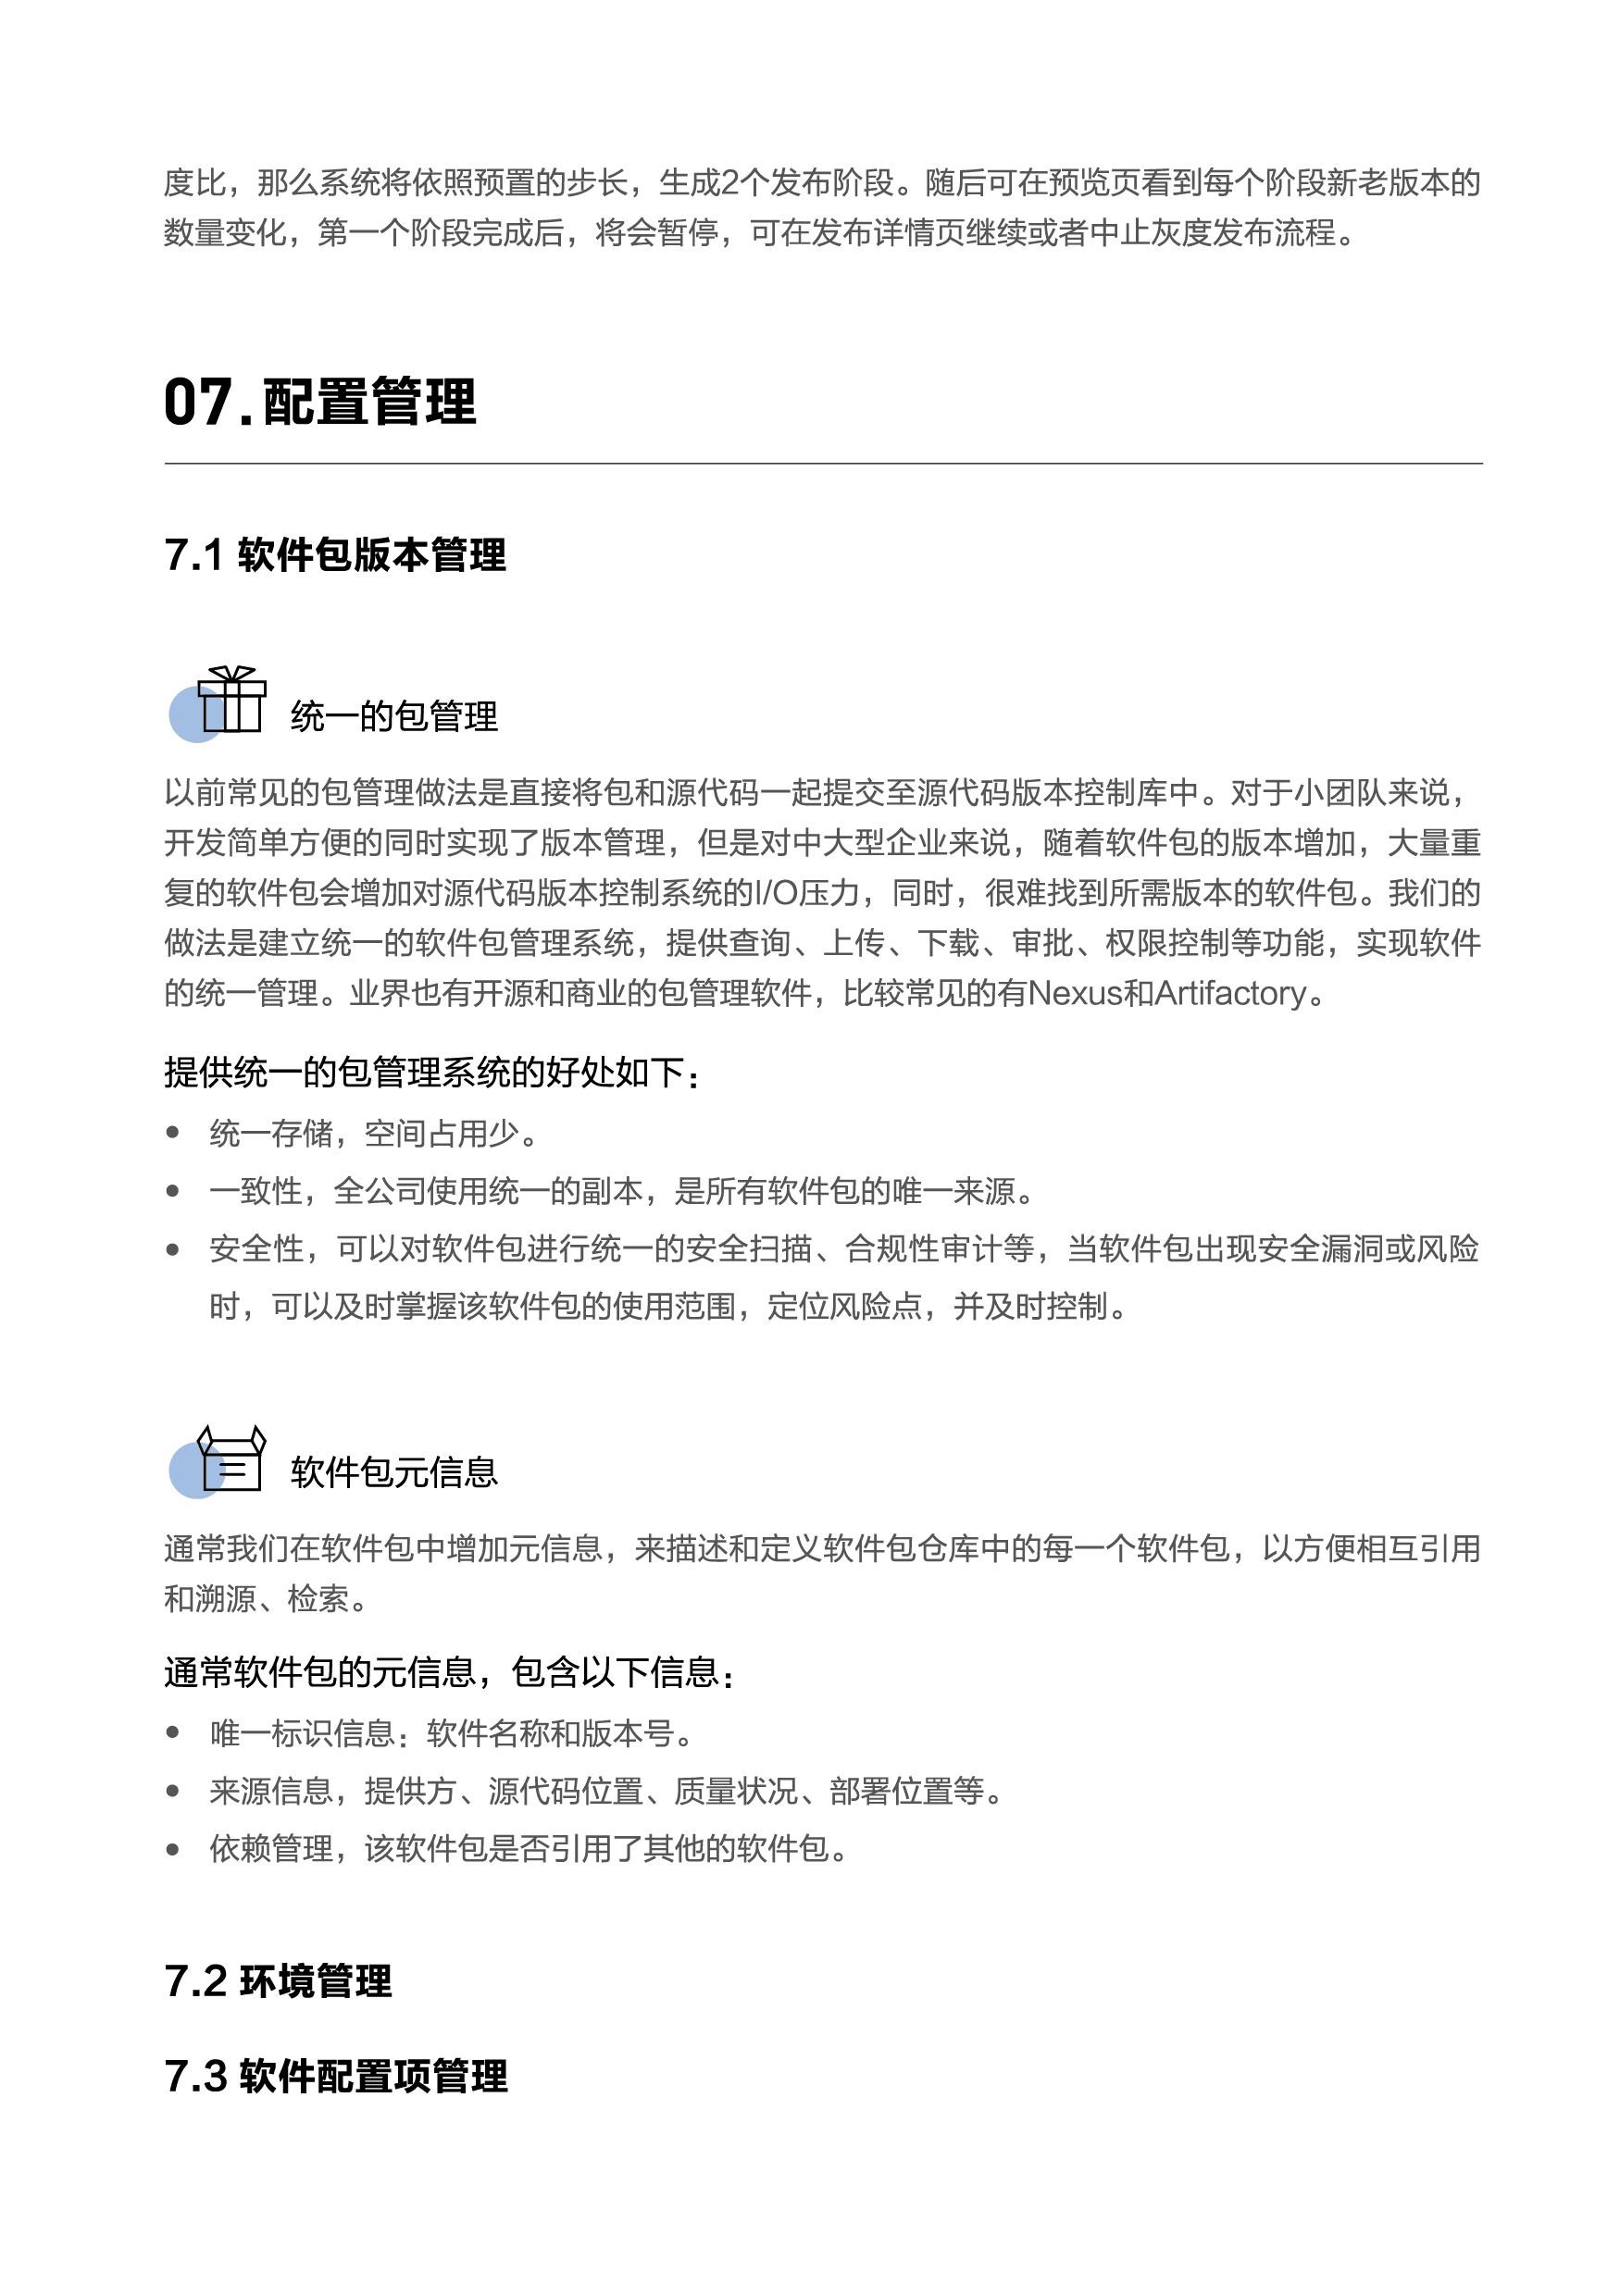 度比，那么系统将依照预置的步长，生成2个发布阶段。随后可在预览页看到每个阶段新老版本的
数量变化，第一个阶段完成后，将会暂停，可在发布详情页继续或者中止灰度发布流程。
07.配置管理
7.1 软件包版本管理
统一的包管理
以前常见的包管理做法是直接将包和源代码一起提交至源代码版本控制库中。对于小团队来说，
开发简单方便的同时实现了版本管理，但是对中大型企业来说，随着软件包的版本增加，大量重
复的软件包会增加对源代码版本控制系统的I/O压力，同时，很难找到所需版本的软件包。我们的
做法是建立统一的软件包管理系统，提供查询、上传、下载、审批、权限控制等功能，实现软件
的统一管理。业界也有开源和商业的包管理软件，比较常见的有Nexus和Artifactory。
提供统一的包管理系统的好处如下：
● 统一存储，空间占用少。
● 一致性，全公司使用统一的副本，是所有软件包的唯一来源。
● 安全性，可以对软件包进行统一的安全扫描、合规性审计等，当软件包出现安全漏洞或风险
时，可以及时掌握该软件包的使用范围，定位风险点，并及时控制。
软件包元信息
通常我们在软件包中增加元信息，来描述和定义软件包仓库中的每一个软件包，以方便相互引用
和溯源、检索。
通常软件包的元信息，包含以下信息：
● 唯一标识信息：软件名称和版本号。
● 来源信息，提供方、源代码位置、质量状况、部署位置等。
● 依赖管理，该软件包是否引用了其他的软件包。
7.2 环境管理
7.3 软件配置项管理